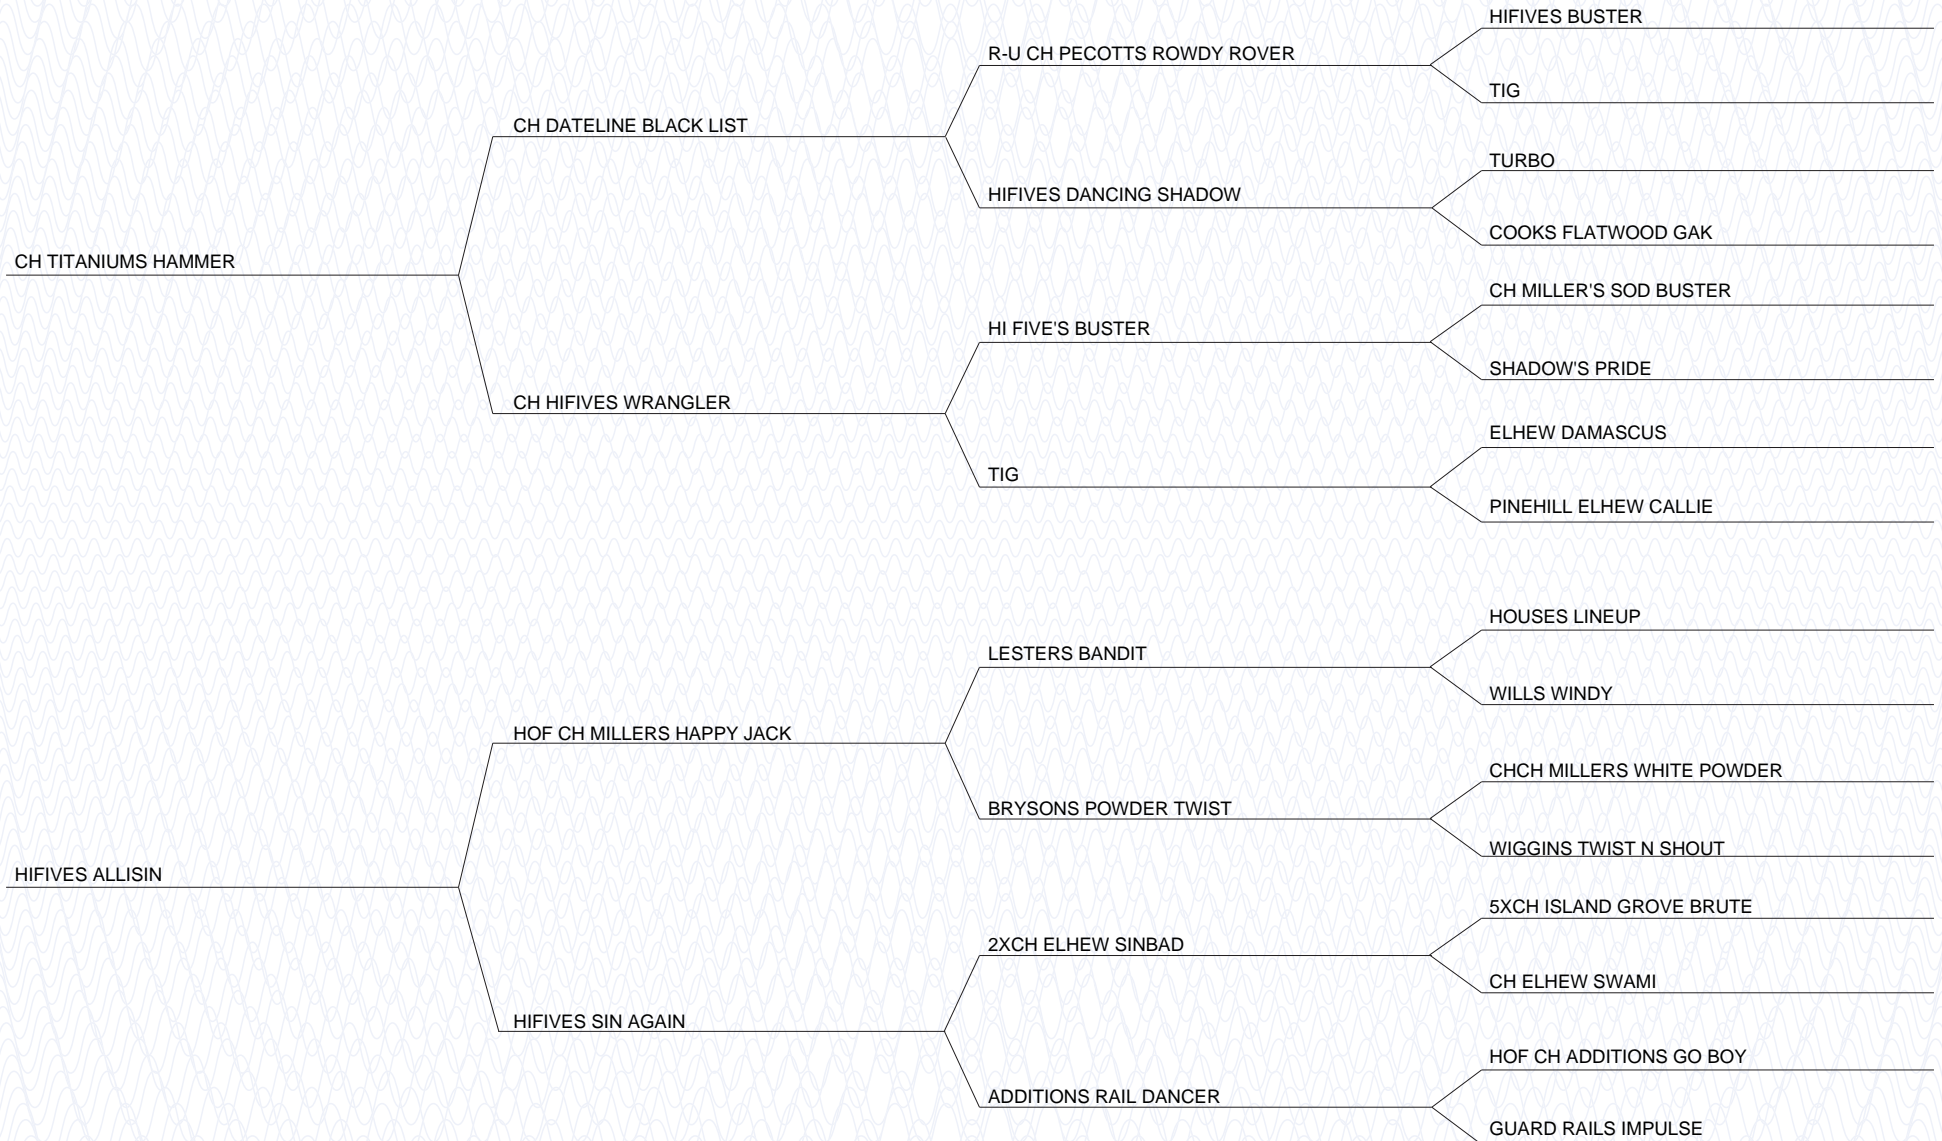 HIFIVES BUSTER
R-U CH PECOTTS ROWDY ROVER
TIG
CH DATELINE BLACK LIST
TURBO
HIFIVES DANCING SHADOW
COOKS FLATWOOD GAK
CH TITANIUMS HAMMER
CH MILLER'S SOD BUSTER
HI FIVE'S BUSTER
SHADOW'S PRIDE
CH HIFIVES WRANGLER
ELHEW DAMASCUS
TIG
PINEHILL ELHEW CALLIE
HOUSES LINEUP
LESTERS BANDIT
WILLS WINDY
HOF CH MILLERS HAPPY JACK
CHCH MILLERS WHITE POWDER
BRYSONS POWDER TWIST
WIGGINS TWIST N SHOUT
HIFIVES ALLISIN
5XCH ISLAND GROVE BRUTE
2XCH ELHEW SINBAD
CH ELHEW SWAMI
HIFIVES SIN AGAIN
HOF CH ADDITIONS GO BOY
ADDITIONS RAIL DANCER
GUARD RAILS IMPULSE